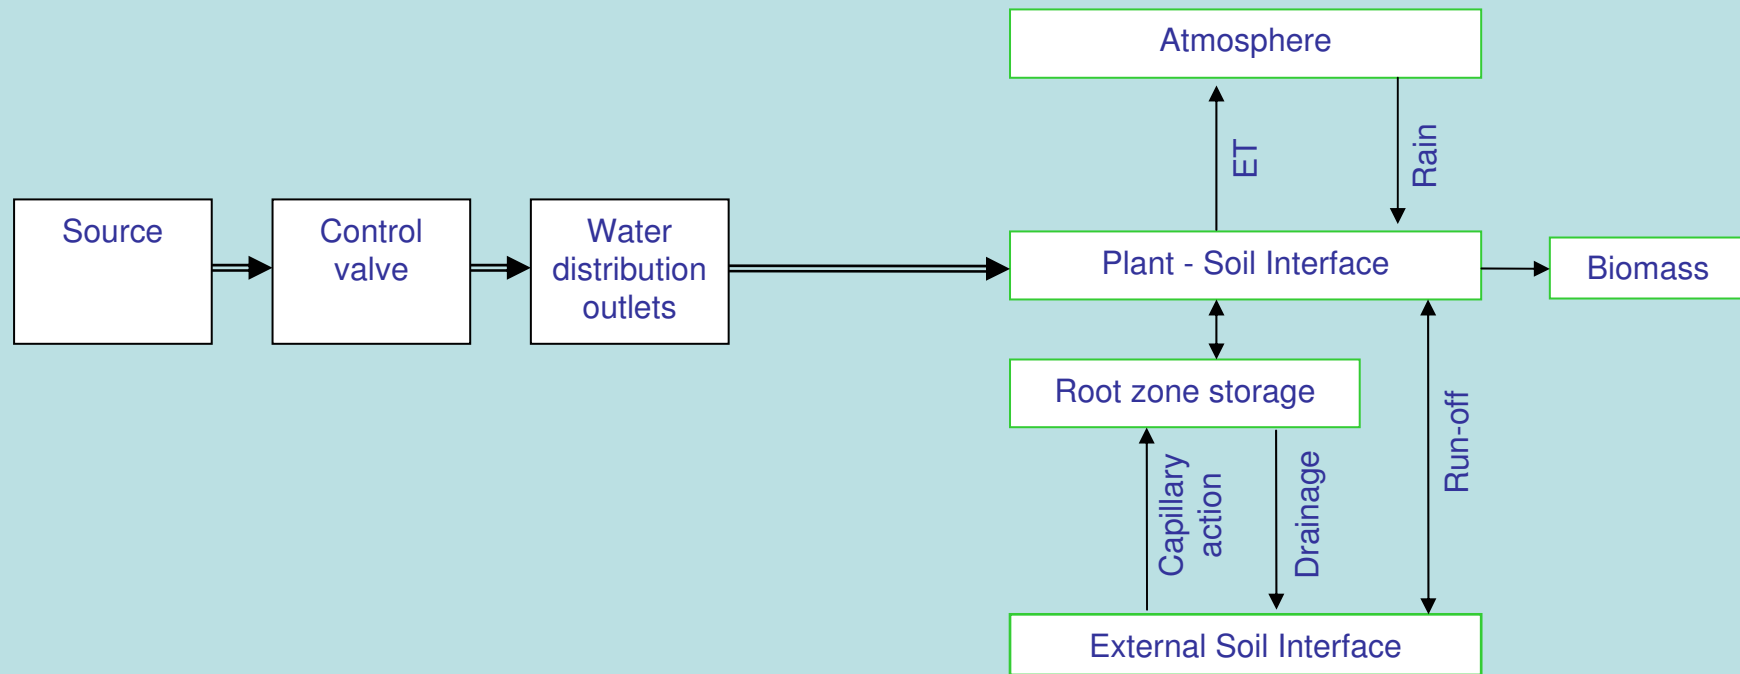 Atmosphere
ET
Rain
Source
Control
valve
Water
distribution
outlets
Plant - Soil Interface
Biomass
Root zone storage
Capillary
action
Drainage
Run-off
External Soil Interface